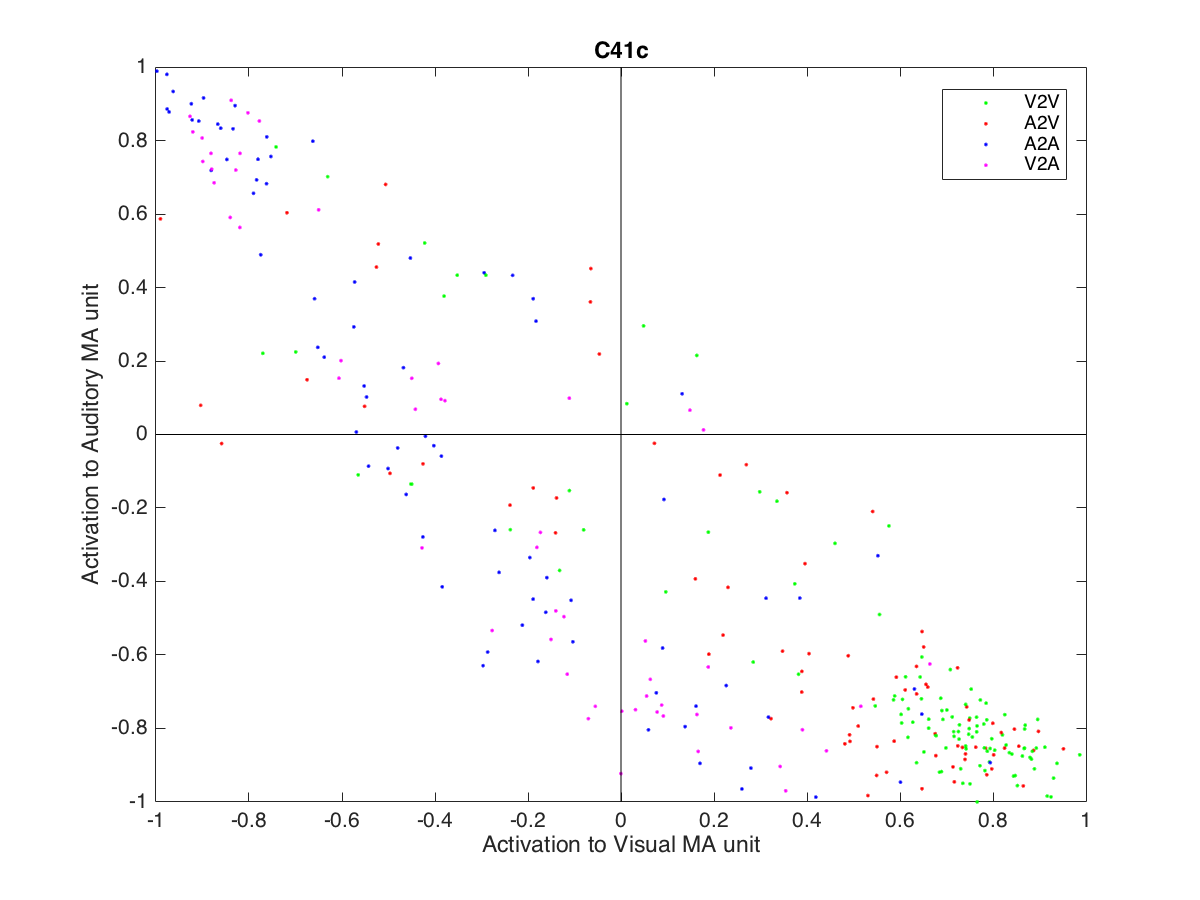 C41c
1
0.8
0.6
0.4
0.2
0
-0.2
-0.4
-0.6
-0.8
-1
Activation to Auditory MA unit
V2V
A2V
A2A
V2A
-1 -0.8 -0.6 -0.4 -0.2 0 0.2 0.4 0.6 0.8 1
Activation to Visual MA unit